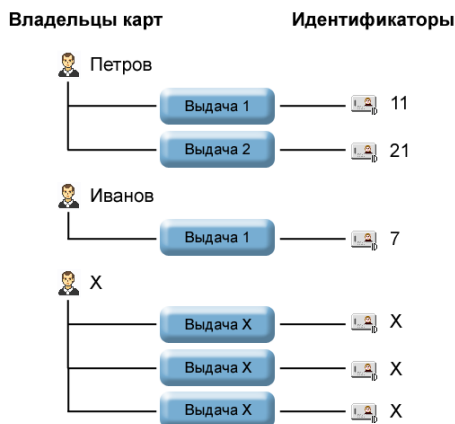 Владельцы карт Идентификаторы
Петров
Выдача 1 11
Выдача 2 21
Иванов
Выдача 1 7
X
Выдача X X
Выдача X X
Выдача X X